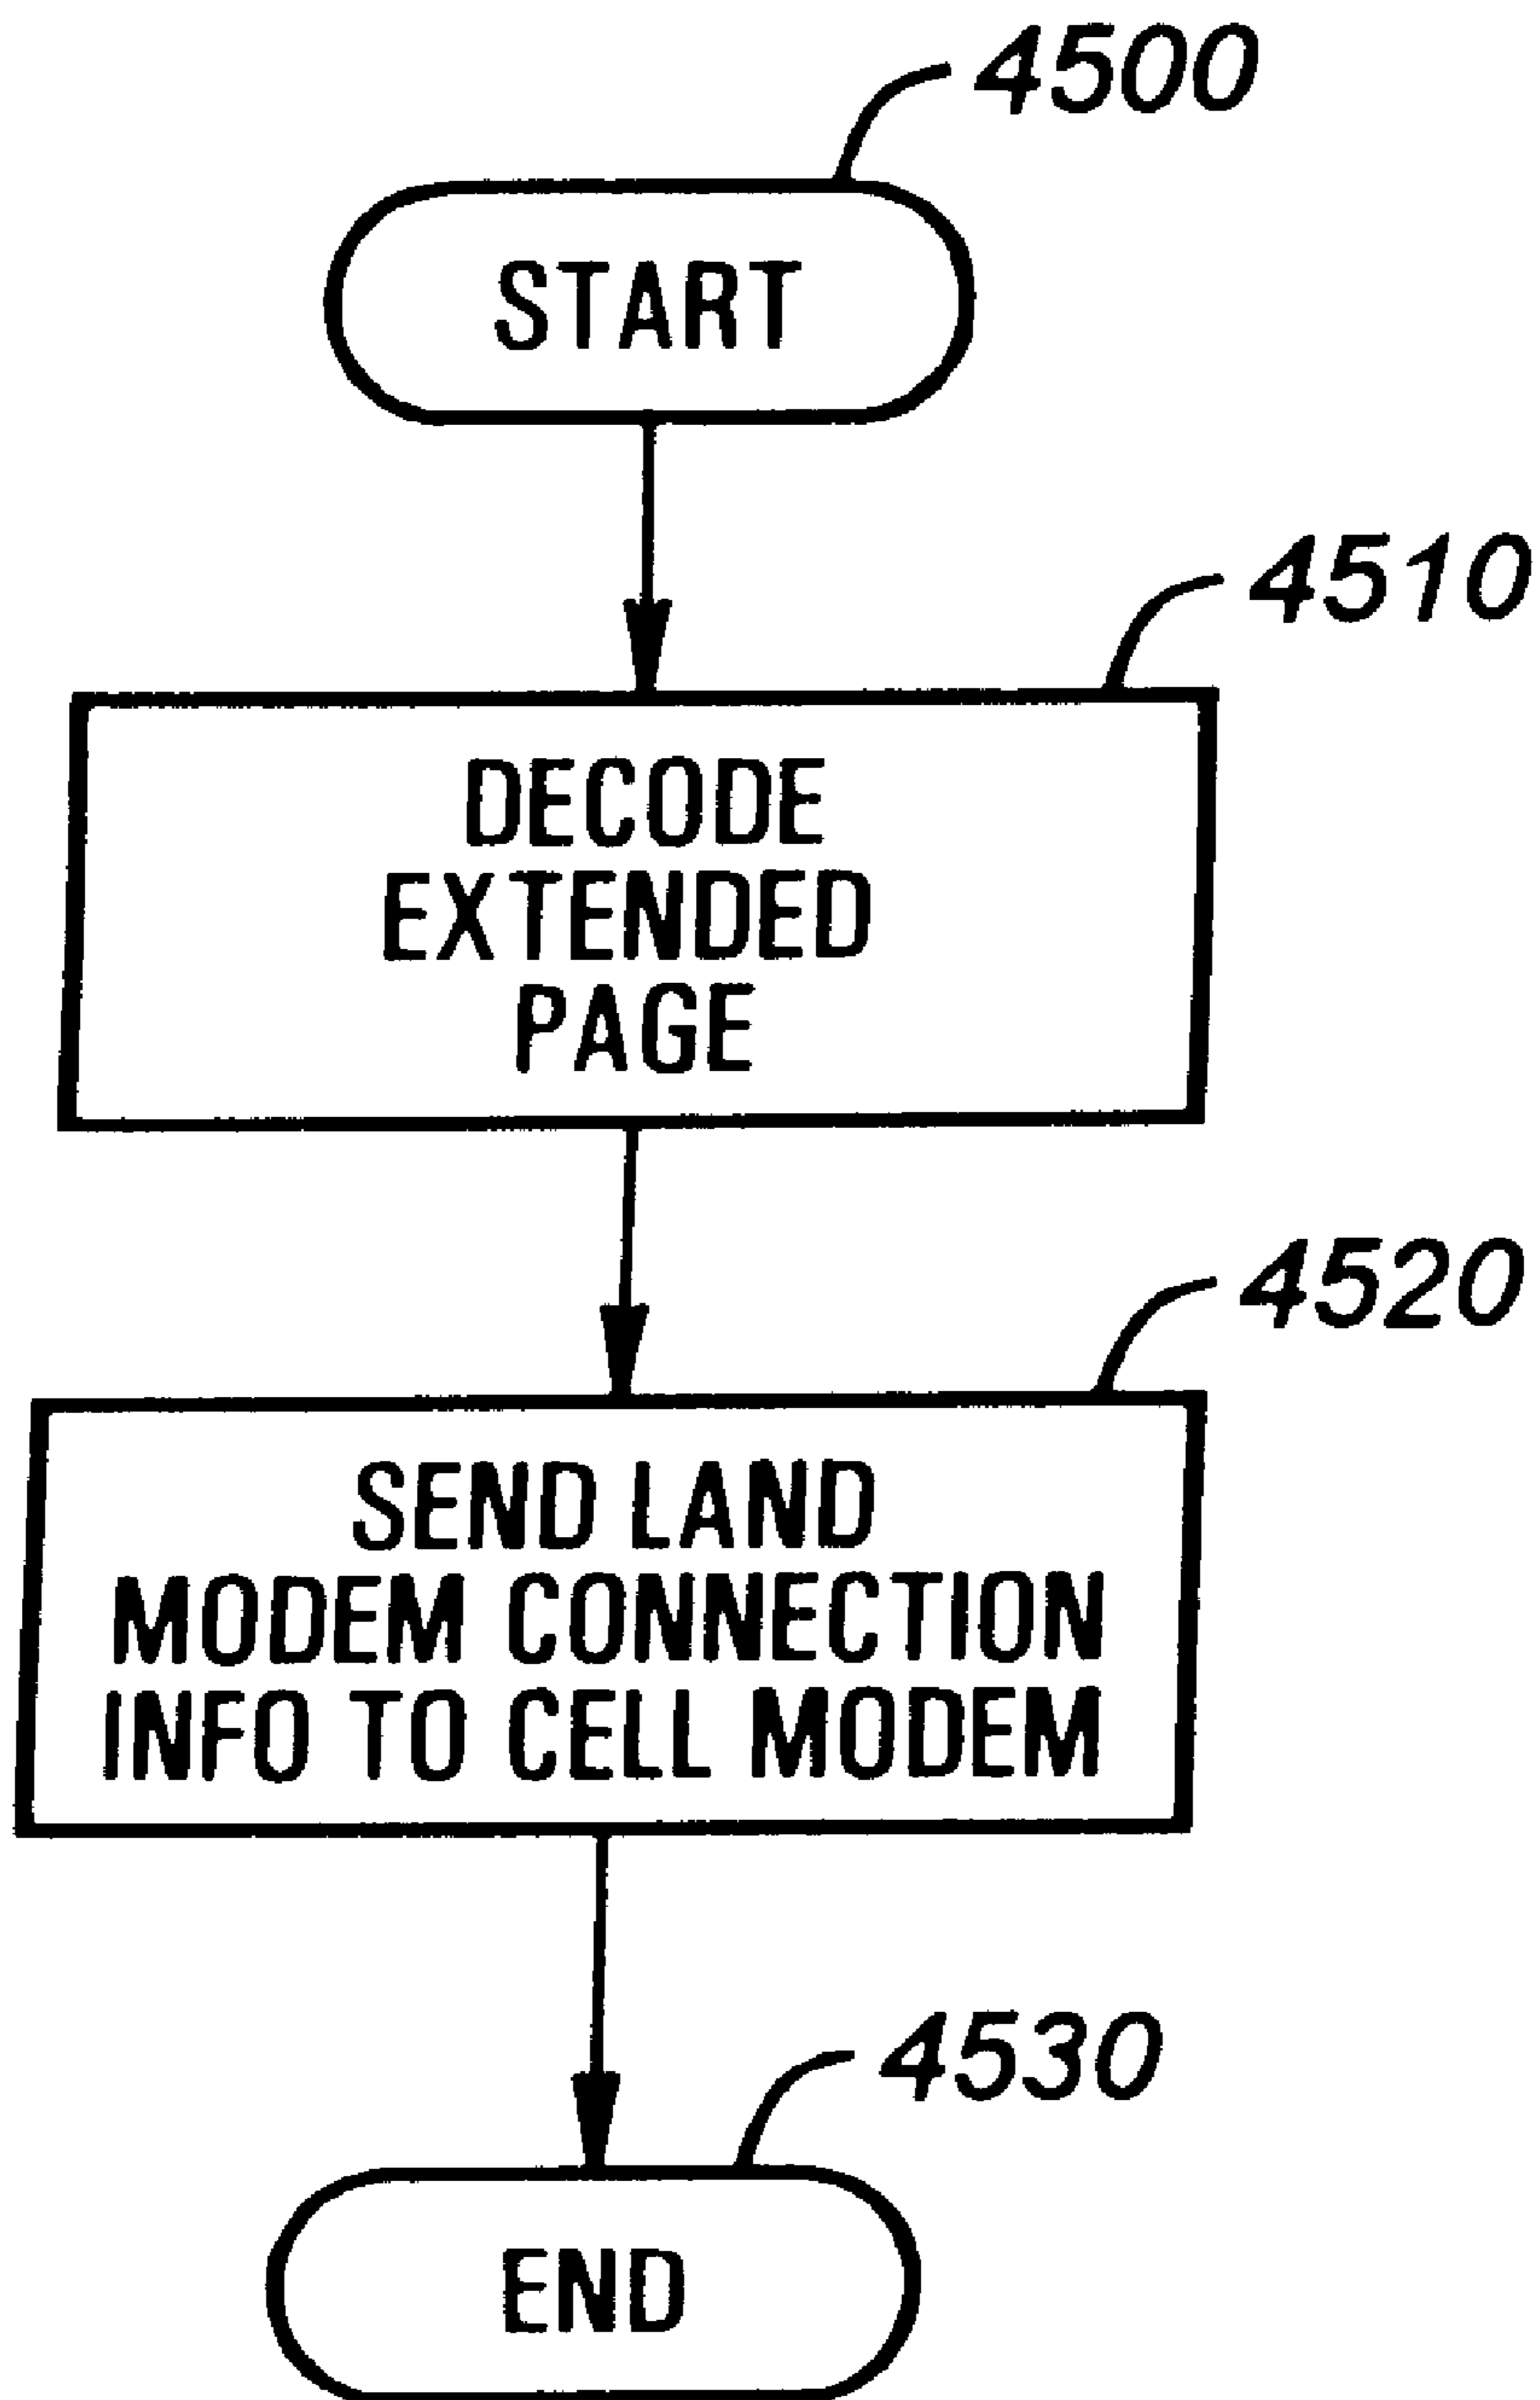 4500
START
4510
DECODE
EXTENDED
PAGE
4520
SEND LAND
MODEM CONNECTION
INFO TO CELL MODEM
4530
END